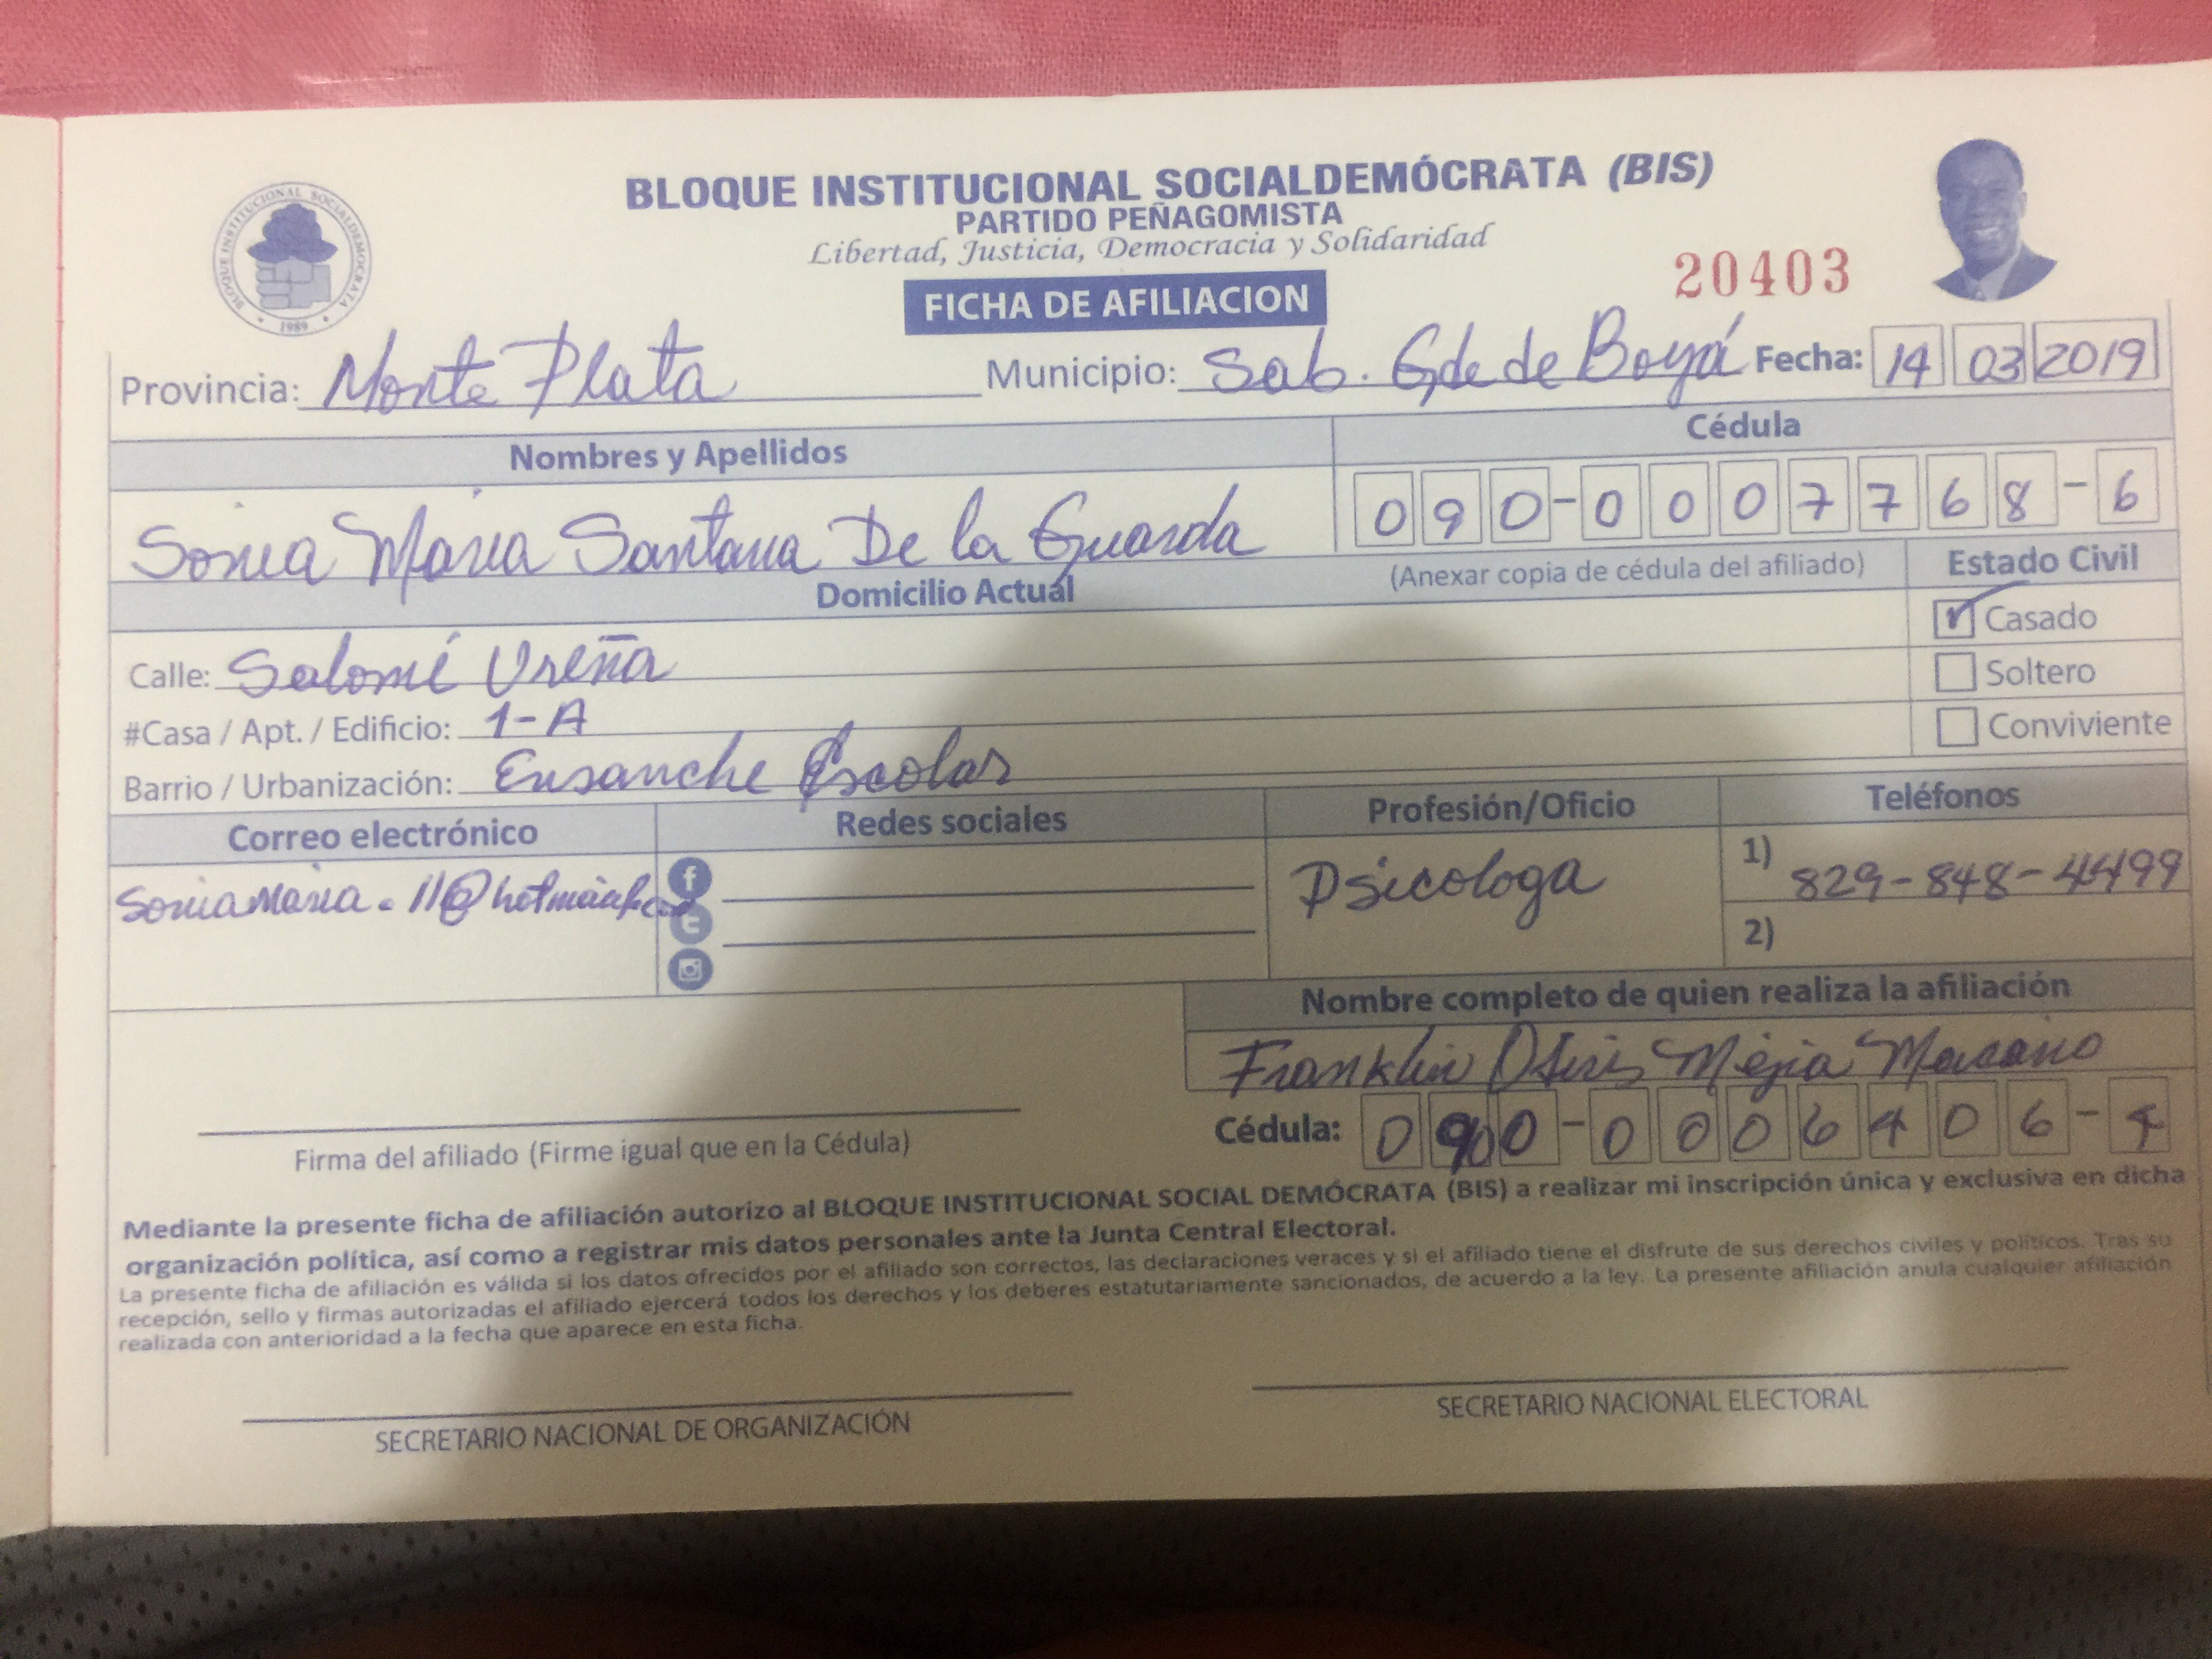 BLOQUE INSTITUCIONAL SOCIALDEMÓCRATA (BIS)
PARTIDO PEÑAGOMISTA
Libertad, Justicia, Democracia y Solidaridad
BLOQUE INSTITUCIONAL SOCIALDEMOCRATA
1989
20403
FICHA DE AFILIACION
Provincia: Monte Plata Municipio: Sab. Gde de Boyá Fecha: 14 03 2019
Nombres y Apellidos Cédula
Sonia Maria Santana De la Guarda 090-0007768-6
(Anexar copia de cédula del afiliado)
Domicilio Actual Estado Civil
Calle: Salomé Ureña
Casado
#Casa / Apt. / Edificio: 1-A
Soltero
Barrio / Urbanización: Ensanche Escolar
Conviviente
Correo electrónico Redes sociales Profesión/Oficio Teléfonos
Soniamaria.11@hotmail. Psicologa 1) 829-848-4499
2)
Nombre completo de quien realiza la afiliación
Franklin Osiris Mejia
Cédula: 090-0006406-4
Firma del afiliado (Firme igual que en la Cédula)
Mediante la presente ficha de afiliación autorizo al BLOQUE INSTITUCIONAL SOCIAL DEMÓCRATA (BIS) a realizar mi inscripción única y exclusiva en dicha
organización política, así como a registrar mis datos personales ante la Junta Central Electoral.
La presente ficha de afiliación es válida si los datos ofrecidos por el afiliado son correctos, las declaraciones veraces y si el afiliado tiene el disfrute de sus derechos civiles y políticos. Tras su
recepción, sello y firmas autorizadas el afiliado ejercerá todos los derechos y los deberes estatutariamente sancionados, de acuerdo a la ley. La presente afiliación anula cualquier afiliación
realizada con anterioridad a la fecha que aparece en esta ficha.
SECRETARIO NACIONAL DE ORGANIZACIÓN
SECRETARIO NACIONAL ELECTORAL